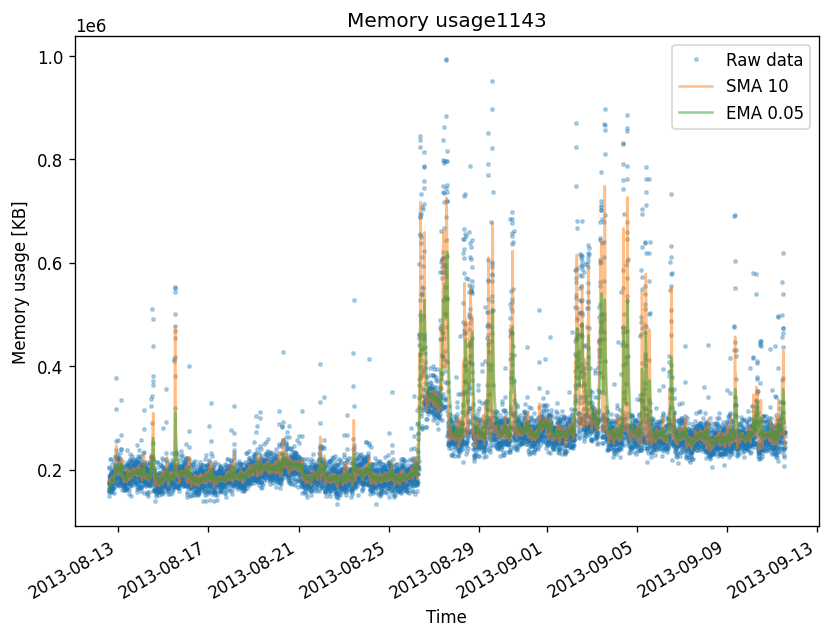 Memory usage1143
1e6
Raw data
SMA 10
EMA 0.05
1.0
0.8
0.6
0.4
0.2
Memory usage [KB]
2013-08-13
2013-08-17
2013-08-21
2013-08-25
2013-08-29
2013-09-01
2013-09-05
2013-09-09
2013-09-13
Time